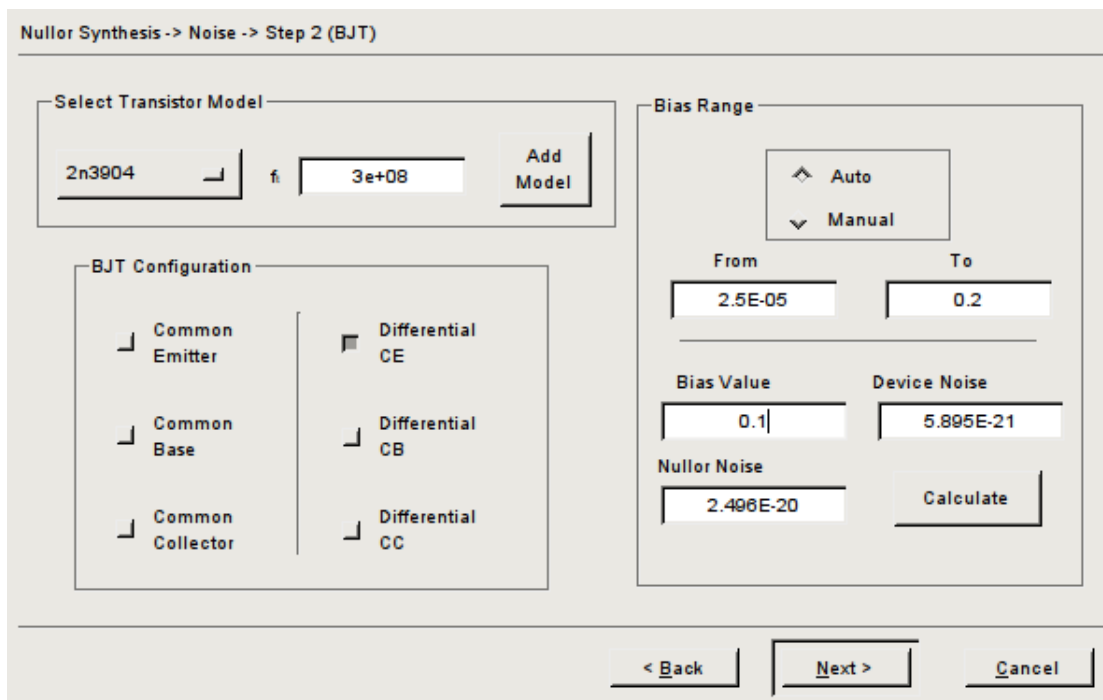 Nullor Synthesis -> Noise -> Step 2 (BJT)
Select Transistor Model
2n3904
ft
3e+08
Add
Model
BJT Configuration
Common
Emitter
Differential
CE
Common
Base
Differential
CB
Common
Collector
Differential
CC
Bias Range
Auto
Manual
From
To
2.5E-05
0.2
Bias Value
Device Noise
0.1
5.895E-21
Nullor Noise
2.496E-20
Calculate
< Back
Next >
Cancel